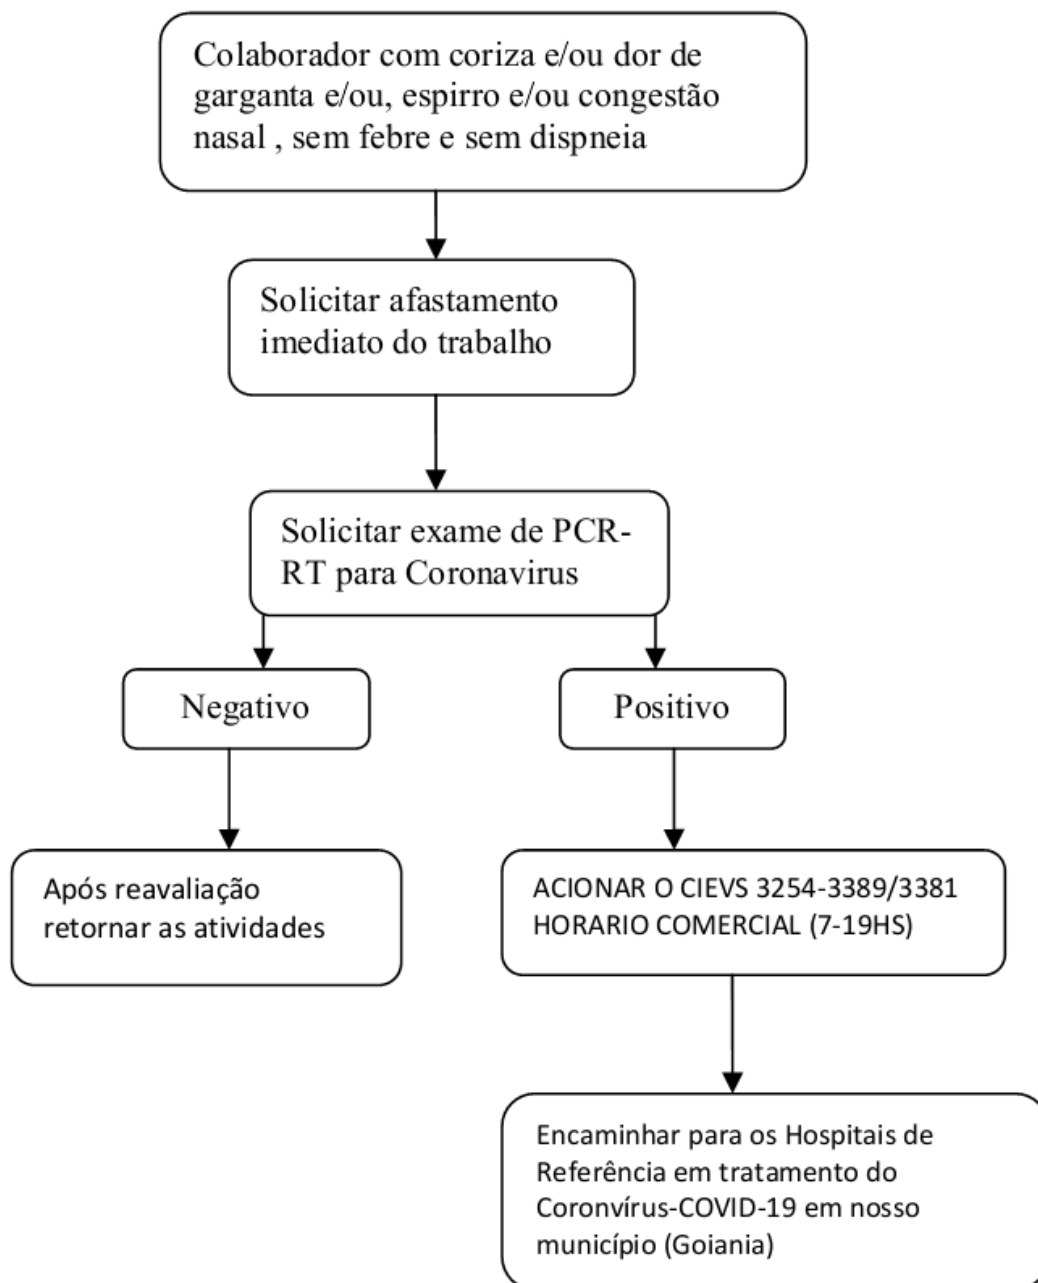 Colaborador com coriza e/ou dor de
garganta e/ou, espirro e/ou congestão
nasal , sem febre e sem dispneia
Solicitar afastamento
imediato do trabalho
Solicitar exame de PCR-
RT para Coronavirus
Negativo
Positivo
Após reavaliação
retornar as atividades
ACIONAR O CIEVS 3254-3389/3381
HORARIO COMERCIAL (7-19HS)
Encaminhar para os Hospitais de
Referência em tratamento do
Coronvírus-COVID-19 em nosso
município (Goiania)